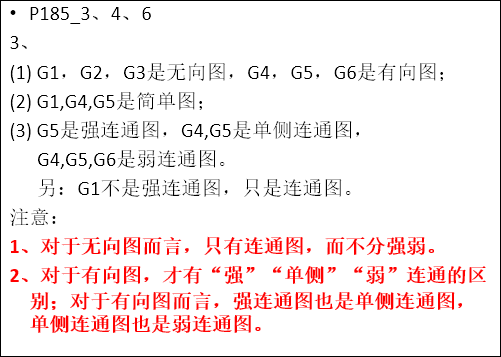 • P185_3、4、6
3、
(1) G1，G2，G3是无向图，G4，G5，G6是有向图；
(2) G1,G4,G5是简单图；
(3) G5是强连通图，G4,G5是单侧连通图，
G4,G5,G6是弱连通图。
另：G1不是强连通图，只是连通图。
注意：
1、对于无向图而言，只有连通图，而不分强弱。
2、对于有向图，才有“强”“单侧”“弱”连通的区
别；对于有向图而言，强连通图也是单侧连通图，
单侧连通图也是弱连通图。